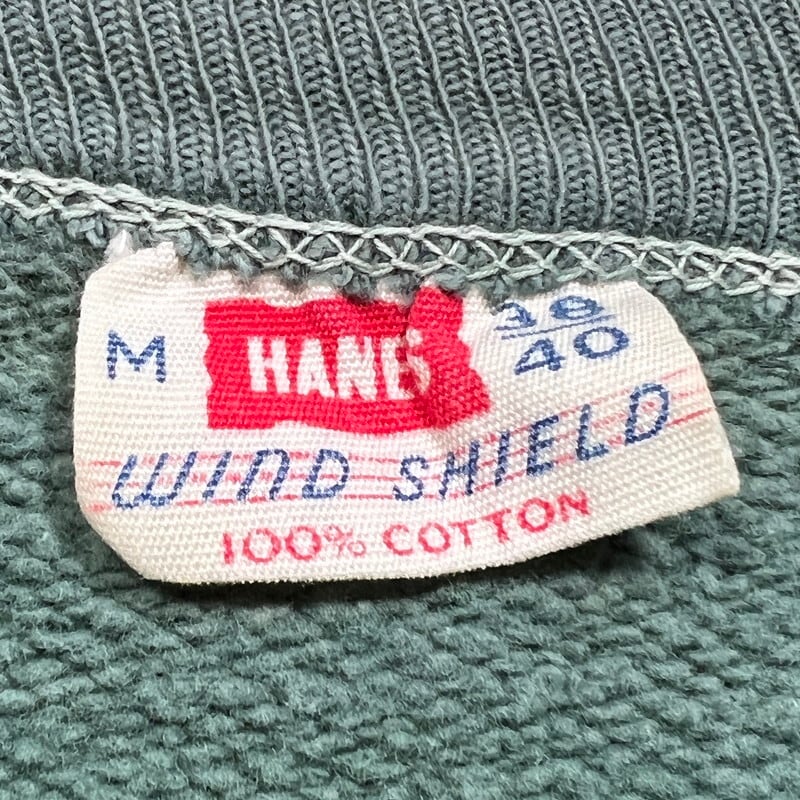 M HANES 38/40
WIND SHIELD
100% COTTON